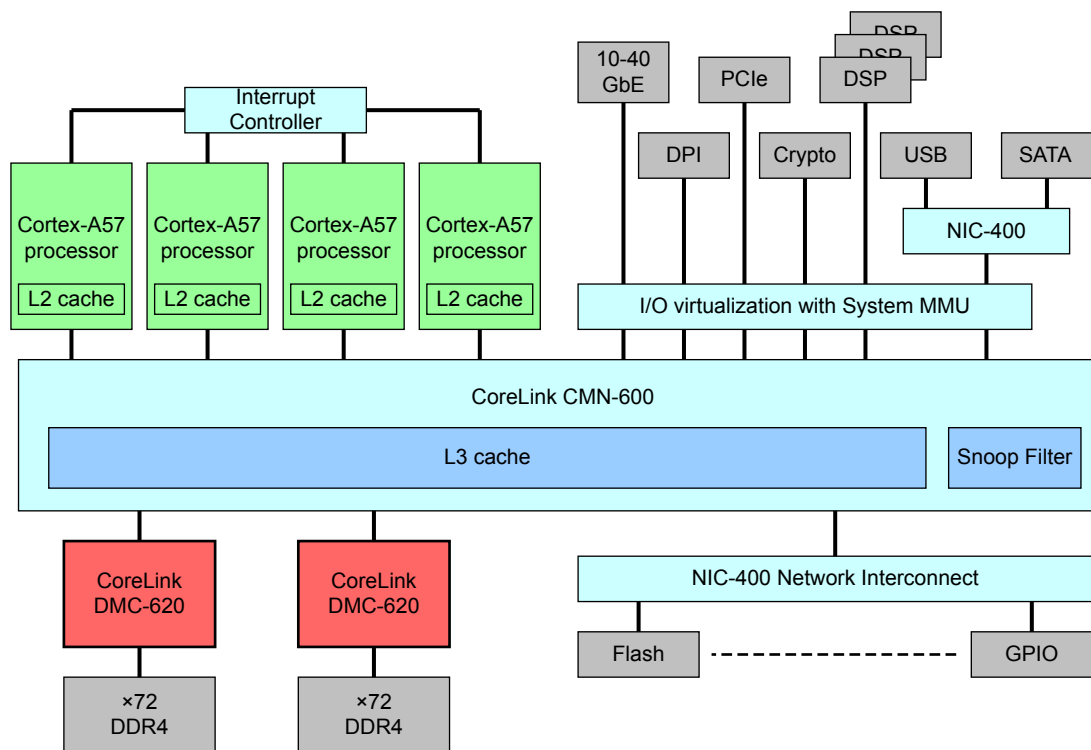 DSP
DSP
DSP
10-40
GbE
PCIe
Interrupt
Controller
DPI
Crypto
USB
SATA
Cortex-A57
processor
L2 cache
Cortex-A57
processor
L2 cache
Cortex-A57
processor
L2 cache
Cortex-A57
processor
L2 cache
NIC-400
I/O virtualization with System MMU
CoreLink CMN-600
L3 cache
Snoop Filter
CoreLink
DMC-620
CoreLink
DMC-620
NIC-400 Network Interconnect
Flash
GPIO
×72
DDR4
×72
DDR4